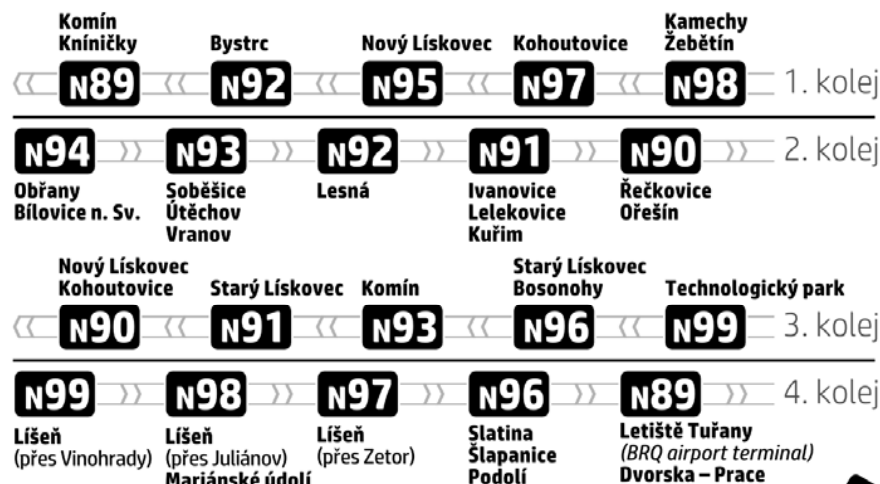 Komín
Kníničky
Bystrc
Nový Lískovec
Kohoutovice
Kamechy
Žebětín
N89 N92 N95 N97 N98 1. kolej
N94 N93 N92 N91 N90 2. kolej
Obřany
Bílovice n. Sv.
Soběšice
Útěchov
Vranov
Lesná
Ivanovice
Lelekovice
Kuřim
Řečkovice
Ořešín
Nový Lískovec
Kohoutovice
Starý Lískovec
Komín
Starý Lískovec
Bosonohy
Technologický park
N90 N91 N93 N96 N99 3. kolej
N99 N98 N97 N96 N89 4. kolej
Líšeň
(přes Vinohrady)
Líšeň
(přes Juliánov)
Mariánské údolí
Líšeň
(přes Zetor)
Slatina
Šlapanice
Podolí
Letiště Tuřany
(BRQ airport terminal)
Dvorska – Prace